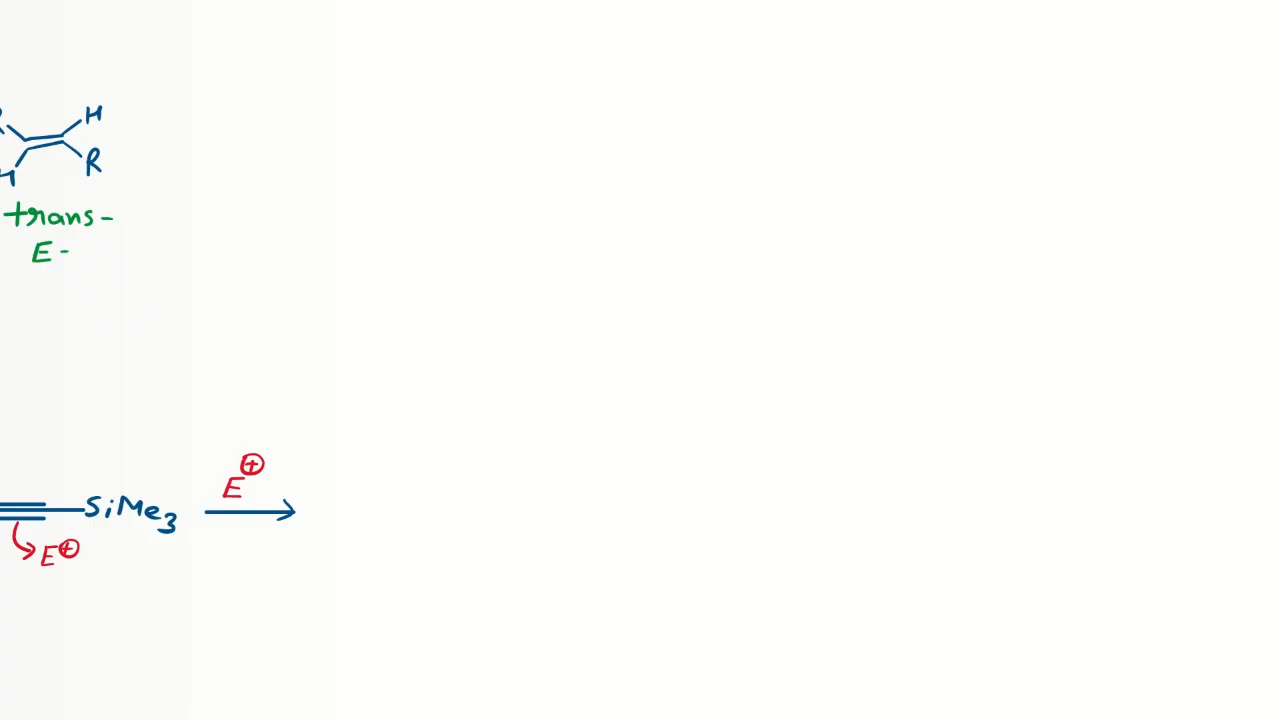 H
R
H
trans-
E-
E⊕
SiMe3
E⊕